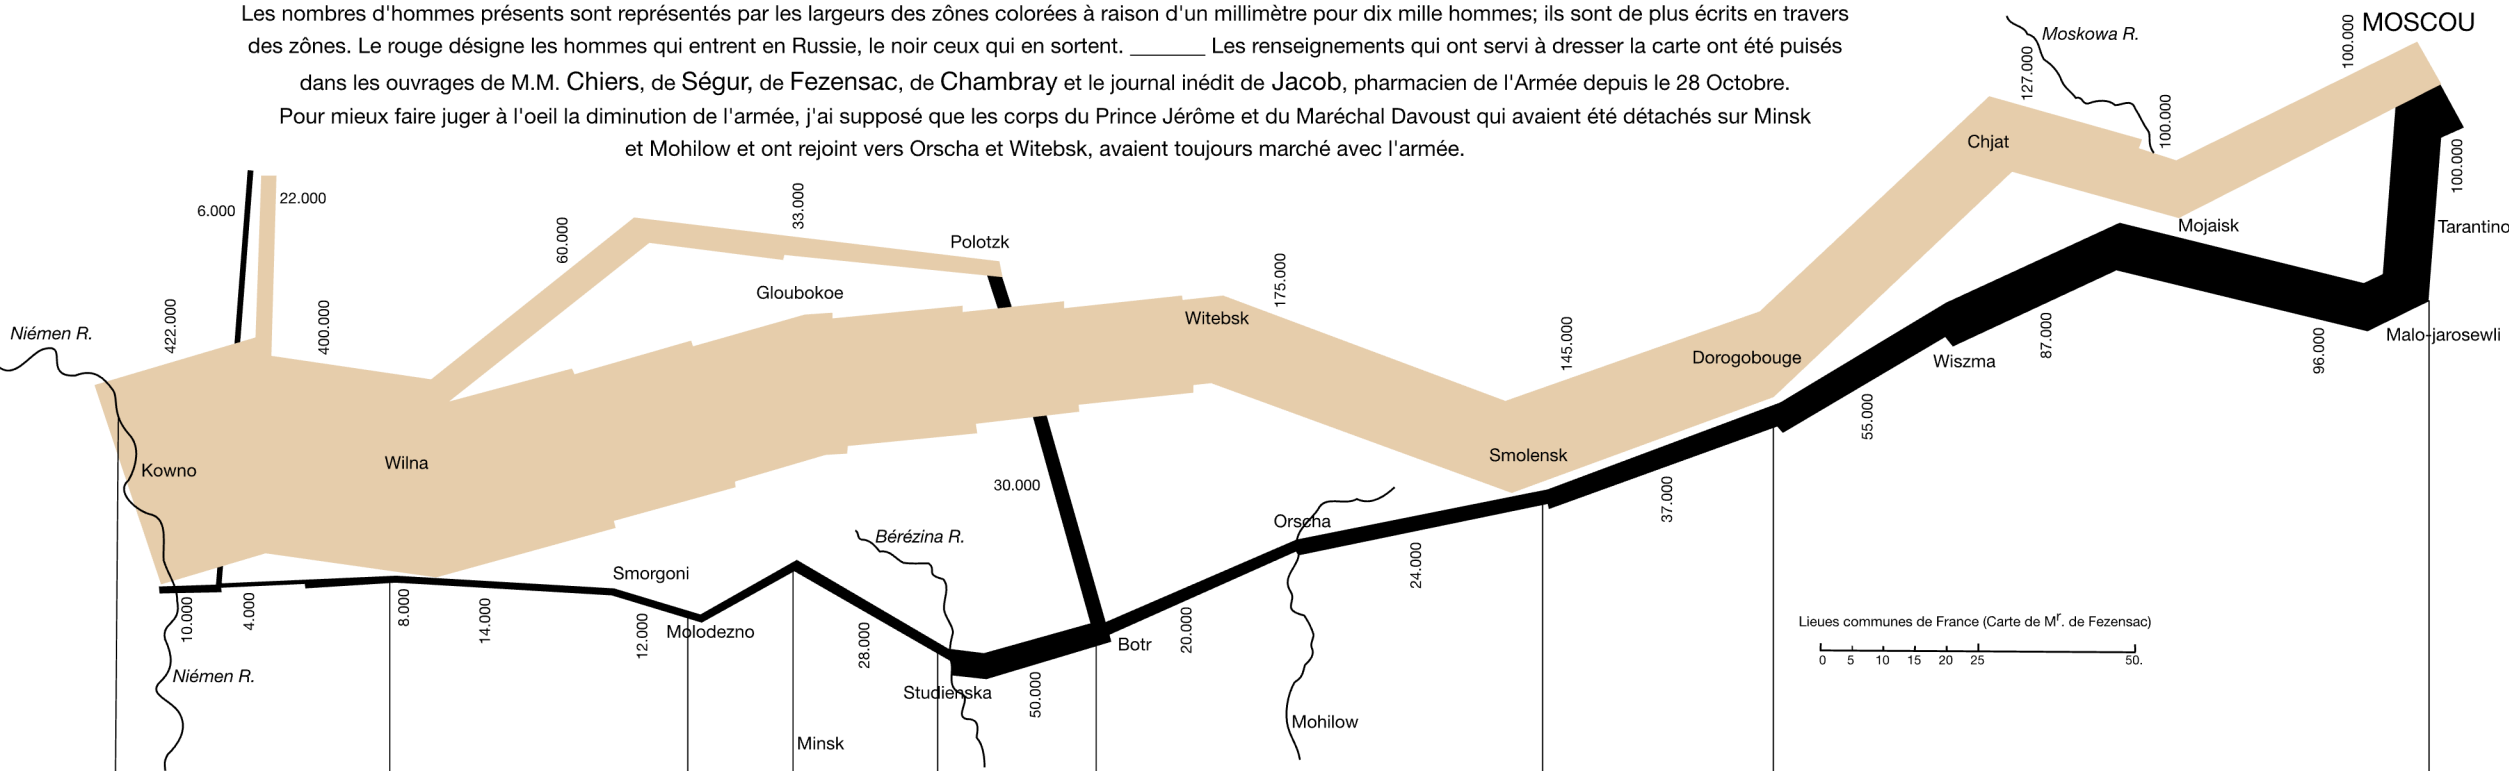 Les nombres d'hommes présents sont représentés par les largeurs des zônes colorées à raison d'un millimètre pour dix mille hommes; ils sont de plus écrits en travers
des zônes. Le rouge désigne les hommes qui entrent en Russie, le noir ceux qui en sortent. ______ Les renseignements qui ont servi à dresser la carte ont été puisés
dans les ouvrages de M.M. Chiers, de Ségur, de Fezensac, de Chambray et le journal inédit de Jacob, pharmacien de l'Armée depuis le 28 Octobre.
Pour mieux faire juger à l'oeil la diminution de l'armée, j'ai supposé que les corps du Prince Jérôme et du Maréchal Davoust qui avaient été détachés sur Minsk
et Mohilow et ont rejoint vers Orscha et Witebsk, avaient toujours marché avec l'armée.
MOSCOU
Moskowa R.
100.000
127.000
100.000
Chjat
100.000
6.000
22.000
60.000
33.000
Polotzk
Mojaisk
Tarantino
Gloubokoe
175.000
Niémen R.
422.000
400.000
Witebsk
145.000
Dorogobouge
Wiszma
87.000
96.000
Malo-jarosewli
55.000
Kowno
Wilna
Smolensk
30.000
37.000
Orscha
Bérézina R.
24.000
Smorgoni
10.000
4.000
8.000
14.000
12.000
Molodezno
28.000
Botr
20.000
Niémen R.
Studienska
50.000
Mohilow
Minsk
Lieues communes de France (Carte de Mr. de Fezensac)
0 5 10 15 20 25 50.